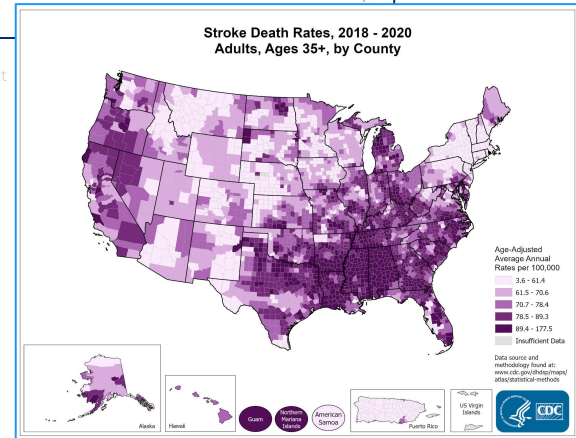 Stroke Death Rates, 2018 - 2020
Adults, Ages 35+, by County
Age-Adjusted
Average Annual
Rates per 100,000
3.6 - 61.4
61.5 - 70.6
70.7 - 78.4
78.5 - 89.3
89.4 - 177.5
Insufficient Data
Data source and
methodology found at:
www.cdc.gov/dhdsp/maps/
atlas/statistical-methods
Alaska
Hawaii
Guam
Northern
Mariana
Islands
American
Samoa
Puerto Rico
US Virgin
Islands
CDC